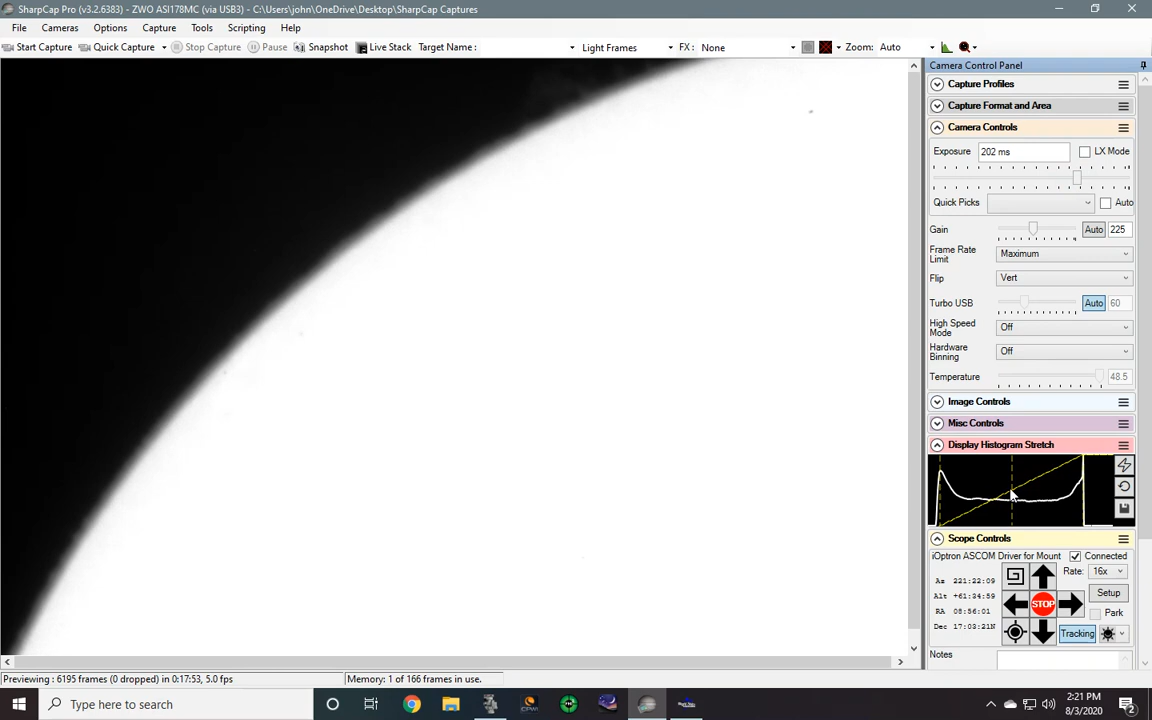 SharpCap Pro (v3.2.6383) - ZWO ASI178MC (via USB3) - C:\Users\john\OneDrive\Desktop\SharpCap Captures
File Cameras Options Capture Tools Scripting Help
Start Capture Quick Capture Stop Capture Pause Snapshot Live Stack Target Name : Light Frames FX : None Zoom: Auto
Camera Control Panel
Capture Profiles
Capture Format and Area
Camera Controls
Exposure 202 ms LX Mode
Quick Picks Auto
Gain Auto 225
Frame Rate
Limit
Maximum
Flip Vert
Turbo USB Auto 60
High Speed
Mode
Off
Hardware
Binning
Off
Temperature 48.5
Image Controls
Misc Controls
Display Histogram Stretch
Scope Controls
iOptron ASCOM Driver for Mount Connected
Az 221:22:09
Alt +61:34:59
RA 08:56:01
Dec 17:03:21N
Rate: 16x
STOP
Setup
Park
Tracking
Notes
Previewing : 6195 frames (0 dropped) in 0:17:53, 5.0 fps Memory: 1 of 166 frames in use.
Type here to search
2:21 PM
8/3/2020
2